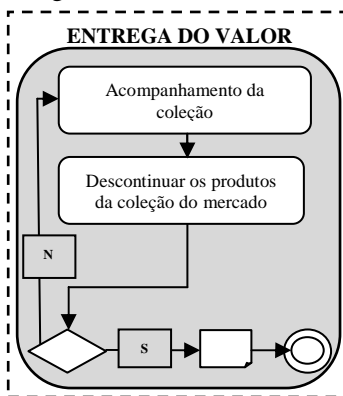 ENTREGA DO VALOR
Acompanhamento da
coleção
Descontinuar os produtos
da coleção do mercado
N
S